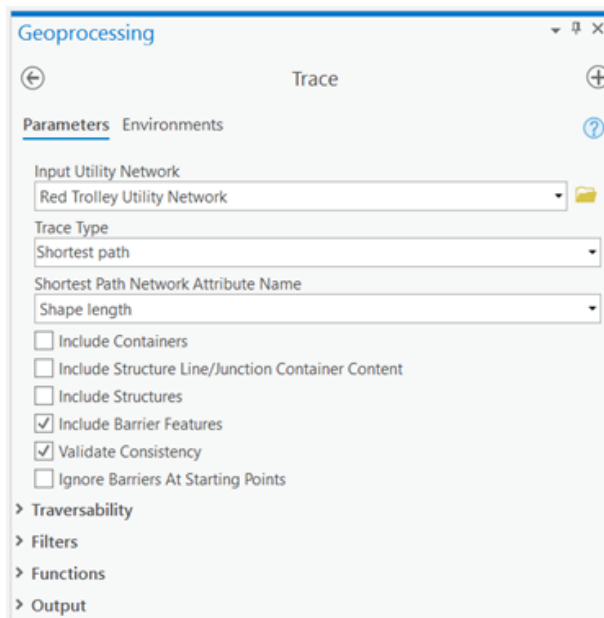 Geoprocessing
Trace
Parameters Environments
Input Utility Network
Red Trolley Utility Network
Trace Type
Shortest path
Shortest Path Network Attribute Name
Shape length
Include Containers
Include Structure Line/Junction Container Content
Include Structures
Include Barrier Features
Validate Consistency
Ignore Barriers At Starting Points
Traversability
Filters
Functions
Output